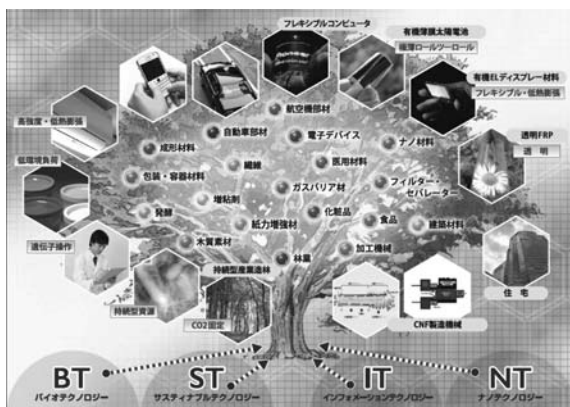 フレキシブルコンピュータ
有機薄膜太陽電池
極薄ロールツーロール
有機ELディスプレー材料
フレキシブル・低熱膨張
高強度・低熱膨張
航空機部材
自動車部材
電子デバイス
ナノ材料
透明FRP
透明
成形材料
低環境負荷
繊維
医用材料
包装・容器材料
ガスバリア材
フィルター・
セパレーター
増粘剤
発酵
化粧品
食品
紙力増強材
建築材料
木質素材
遺伝子操作
加工機械
林業
持続型産業造林
住宅
持続型資源
CO2固定
CNF製造機械
BT
バイオテクノロジー
ST
サスティナブルテクノロジー
IT
インフォメーションテクノロジー
NT
ナノテクノロジー